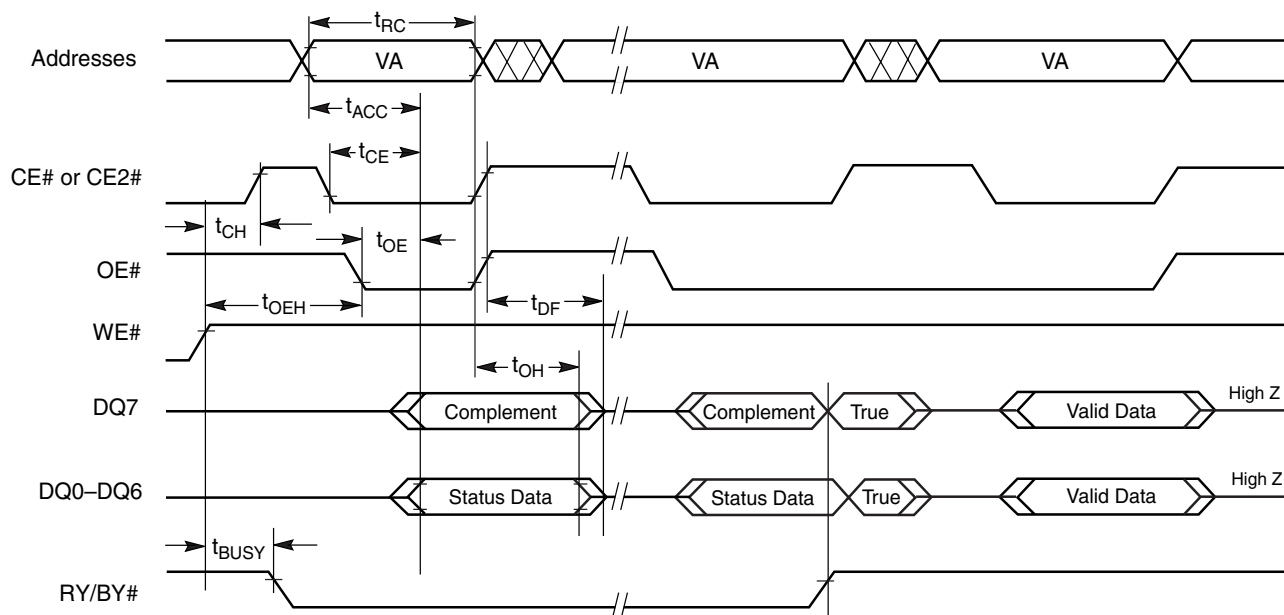 tRC
Addresses VA VA VA
tACC
tCE
CE# or CE2#
tCH
tOE
OE#
tOEH
tDF
WE#
tOH
High Z
DQ7 Complement Complement True Valid Data
High Z
DQ0–DQ6 Status Data Status Data True Valid Data
tBUSY
RY/BY#